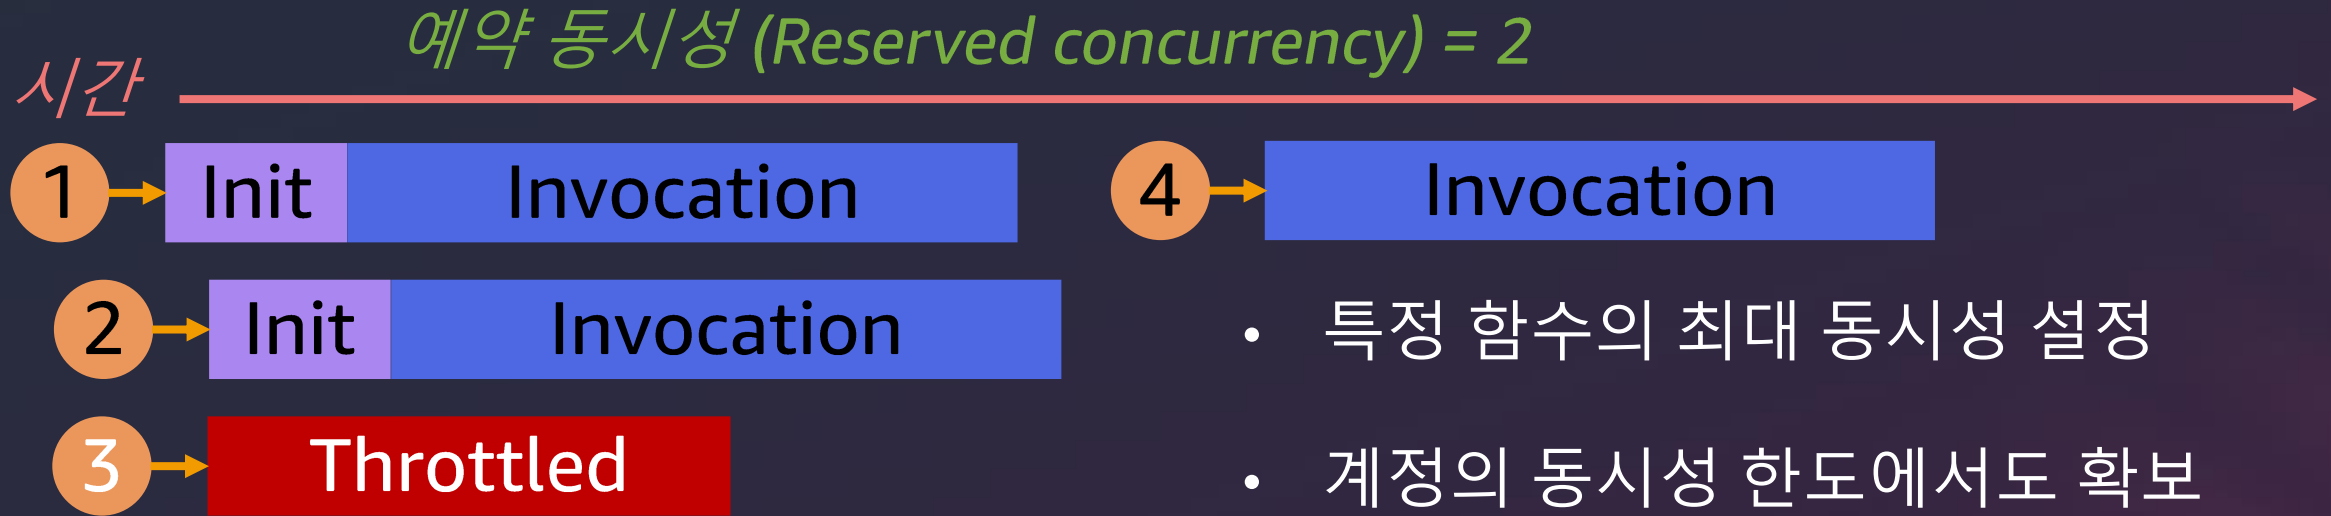 예약 동시성 (Reserved concurrency) = 2
시간
1 Init Invocation
4 Invocation
2 Init Invocation
3 Throttled
• 특정 함수의 최대 동시성 설정
• 계정의 동시성 한도에서도 확보